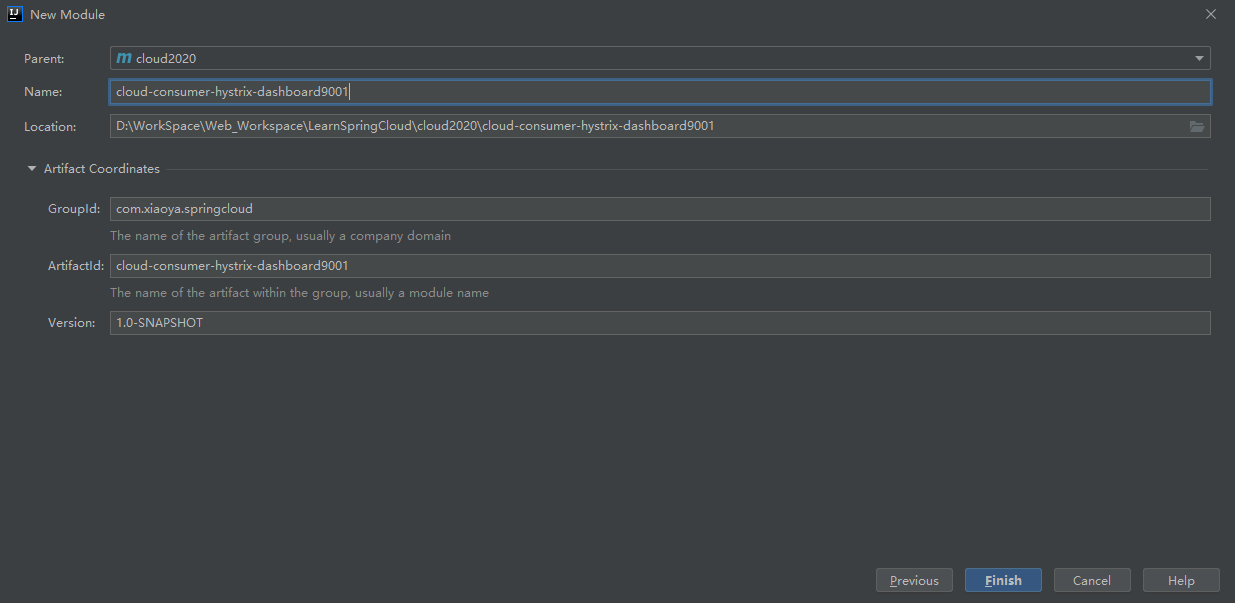 IJ New Module
Parent: m cloud2020
Name: cloud-consumer-hystrix-dashboard9001
Location: D:\WorkSpace\Web_Workspace\LearnSpringCloud\cloud2020\cloud-consumer-hystrix-dashboard9001
Artifact Coordinates
GroupId: com.xiaoya.springcloud
The name of the artifact group, usually a company domain
ArtifactId: cloud-consumer-hystrix-dashboard9001
The name of the artifact within the group, usually a module name
Version: 1.0-SNAPSHOT
Previous Finish Cancel Help